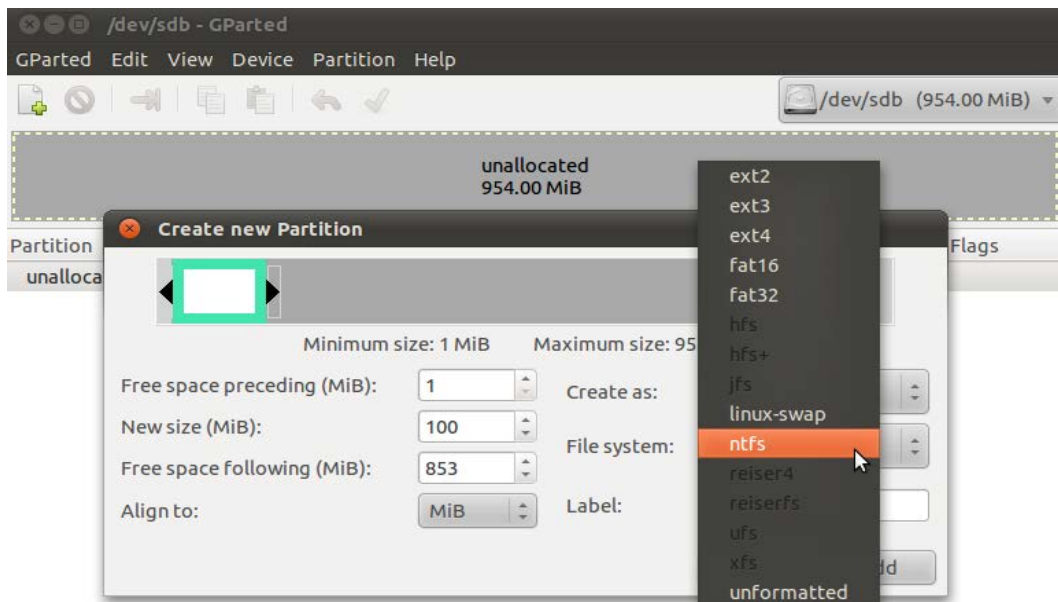 /dev/sdb - GParted
GParted Edit View Device Partition Help
/dev/sdb (954.00 MiB)
unallocated
954.00 MiB
Create new Partition
Partition
Flags
unalloca
Minimum size: 1 MiB
Maximum size: 95
Free space preceding (MiB): 1
New size (MiB): 100
Free space following (MiB): 853
Align to: MiB
Create as:
File system:
Label:
ext2
ext3
ext4
fat16
fat32
hfs
hfs+
jfs
linux-swap
ntfs
reiser4
reiserfs
ufs
xfs
unformatted
dd